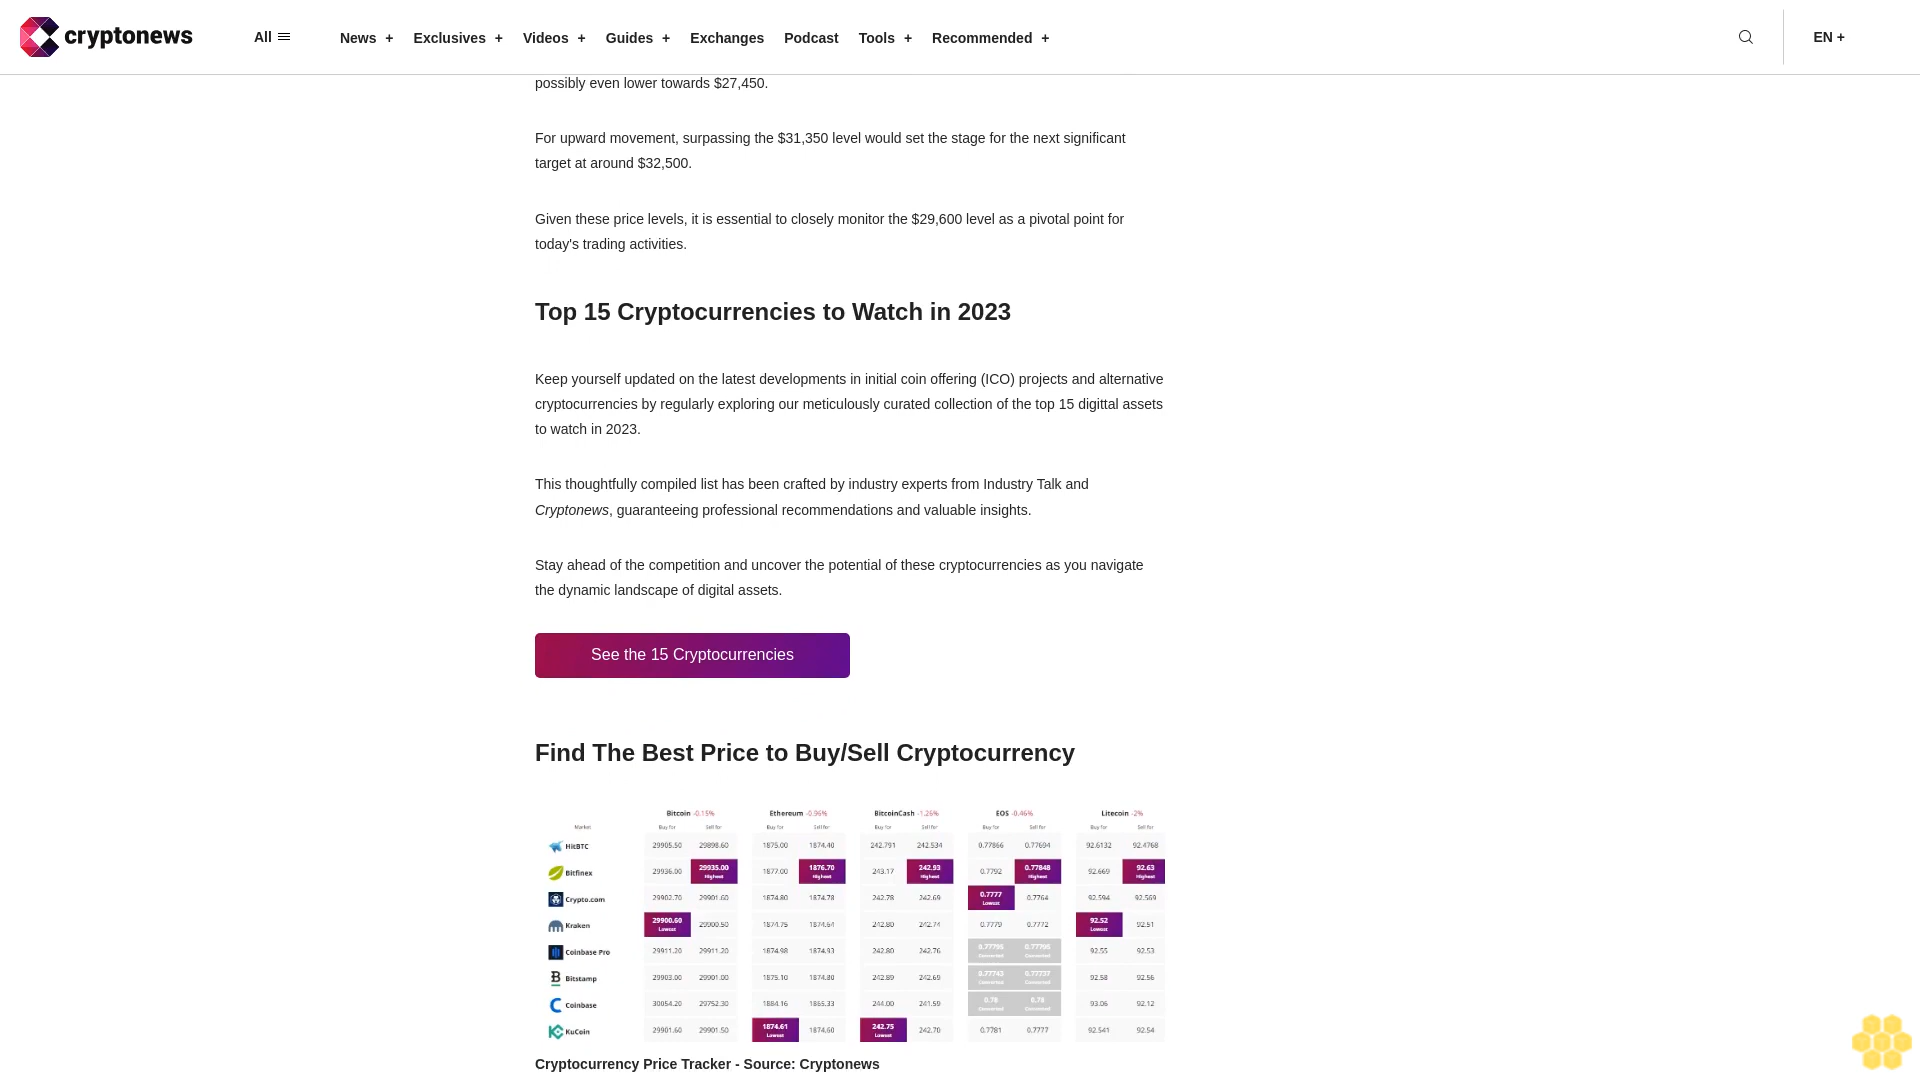 cryptonews
All
News + Exclusives + Videos + Guides + Exchanges Podcast Tools + Recommended +
EN +
possibly even lower towards $27,450.
For upward movement, surpassing the $31,350 level would set the stage for the next significant
target at around $32,500.
Given these price levels, it is essential to closely monitor the $29,600 level as a pivotal point for
today's trading activities.
Top 15 Cryptocurrencies to Watch in 2023
Keep yourself updated on the latest developments in initial coin offering (ICO) projects and alternative
cryptocurrencies by regularly exploring our meticulously curated collection of the top 15 digittal assets
to watch in 2023.
This thoughtfully compiled list has been crafted by industry experts from Industry Talk and
Cryptonews, guaranteeing professional recommendations and valuable insights.
Stay ahead of the competition and uncover the potential of these cryptocurrencies as you navigate
the dynamic landscape of digital assets.
See the 15 Cryptocurrencies
Find The Best Price to Buy/Sell Cryptocurrency
Bitcoin -0.15% Ethereum -0.96% BitcoinCash -1.26% EOS -0.46% Litecoin -2%
Market Buy for Sell for Buy for Sell for Buy for Sell for Buy for Sell for Buy for Sell for
HitBTC 29905.50 29898.60 1875.00 1874.40 242.791 242.534 0.77866 0.77694 92.6132 92.4768
Bitfinex 29936.00 29935.00 Highest 1877.00 1876.70 Highest 243.17 242.93 Highest 0.7792 0.77848 Highest 92.669 92.63 Highest
Crypto.com 29902.70 29901.60 1874.80 1874.78 242.78 242.69 0.7777 Lowest 0.7764 92.594 92.569
Kraken 29900.60 Lowest 29900.50 1874.75 1874.64 242.80 242.74 0.7779 0.7772 92.52 Lowest 92.51
Coinbase Pro 29911.20 29911.20 1874.98 1874.93 242.80 242.76 0.77795 Converted 0.77795 Converted 92.55 92.53
Bitstamp 29903.00 29901.00 1875.10 1874.80 242.89 242.69 0.77743 Converted 0.77737 Converted 92.58 92.56
Coinbase 30054.20 29752.30 1884.16 1865.33 244.00 241.59 0.78 Converted 0.78 Converted 93.06 92.12
KuCoin 29901.60 29901.50 1874.61 Lowest 1874.60 242.75 Lowest 242.70 0.7781 0.7777 92.541 92.54
Cryptocurrency Price Tracker - Source: Cryptonews